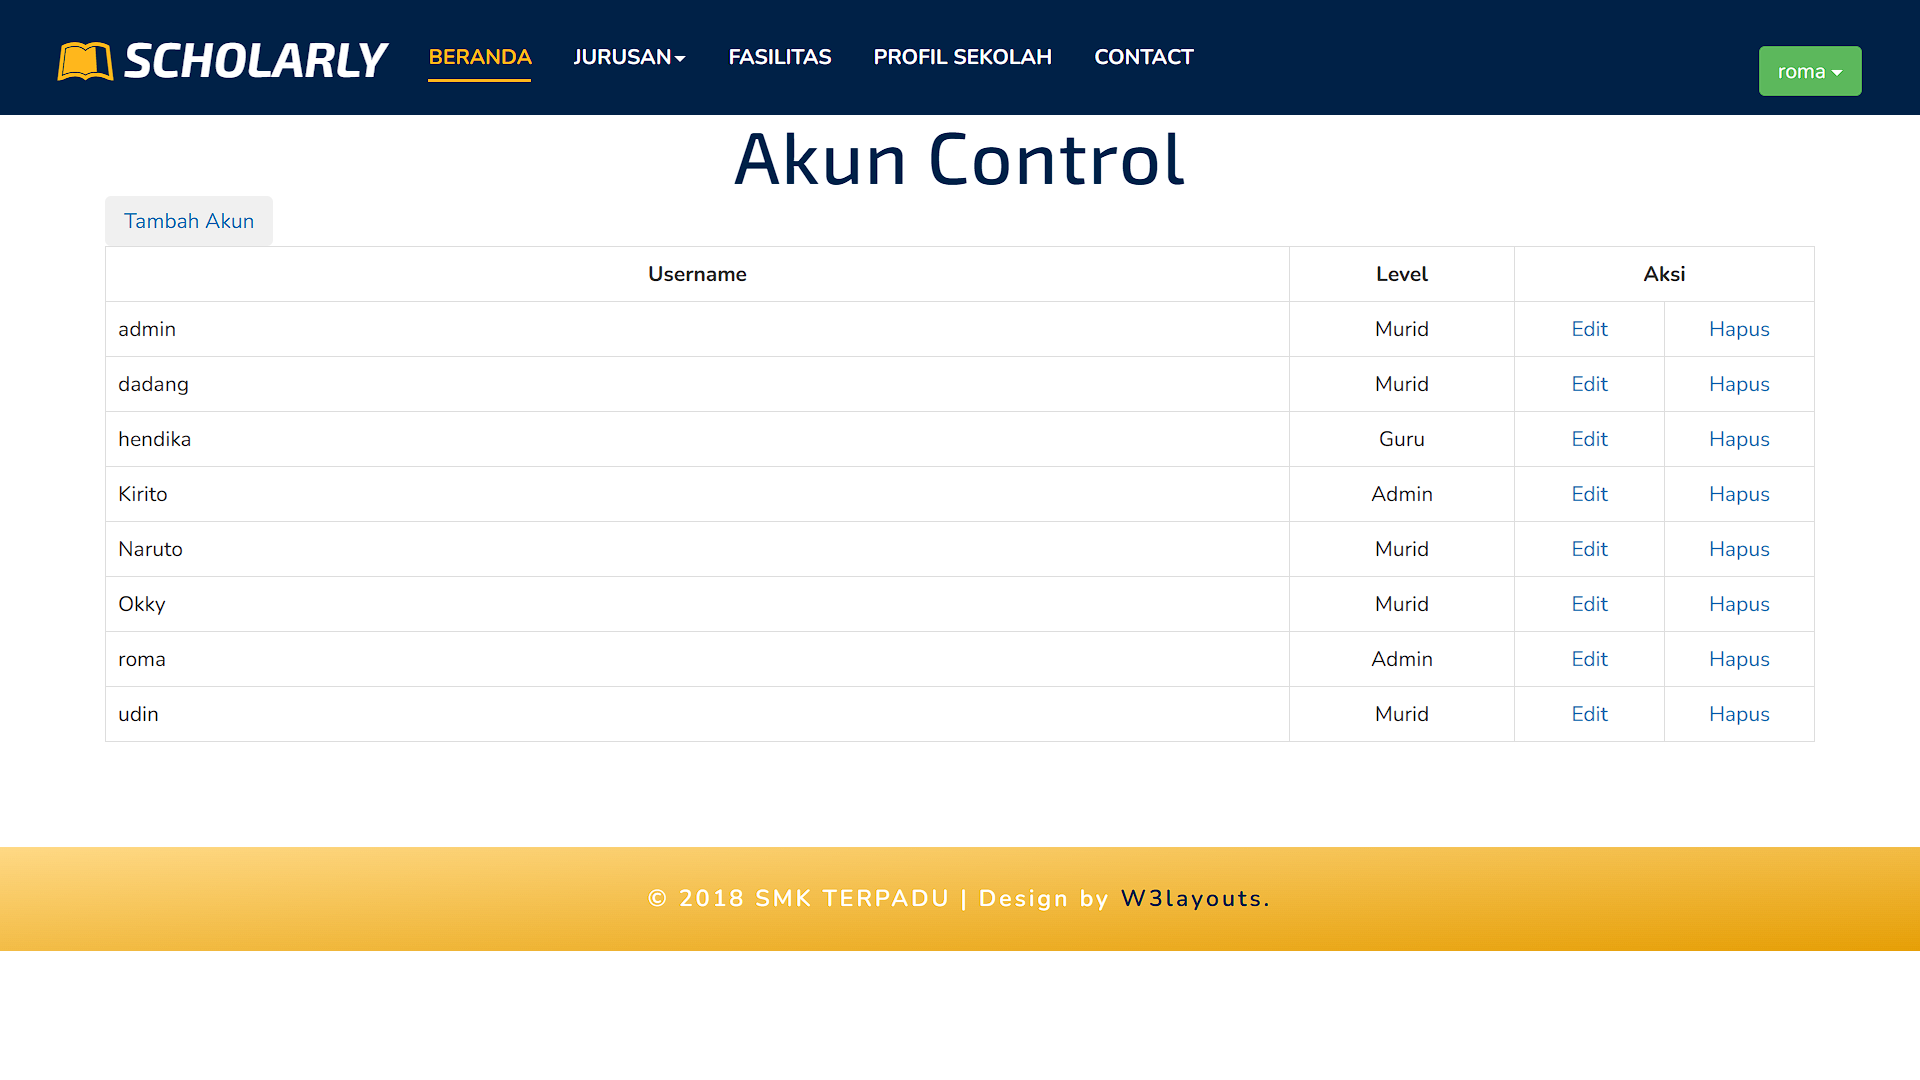 SCHOLARLY BERANDA JURUSAN FASILITAS PROFIL SEKOLAH CONTACT roma
Akun Control
Tambah Akun
Username Level Aksi
admin Murid Edit Hapus
dadang Murid Edit Hapus
hendika Guru Edit Hapus
Kirito Admin Edit Hapus
Naruto Murid Edit Hapus
Okky Murid Edit Hapus
roma Admin Edit Hapus
udin Murid Edit Hapus
© 2018 SMK TERPADU | Design by W3layouts.